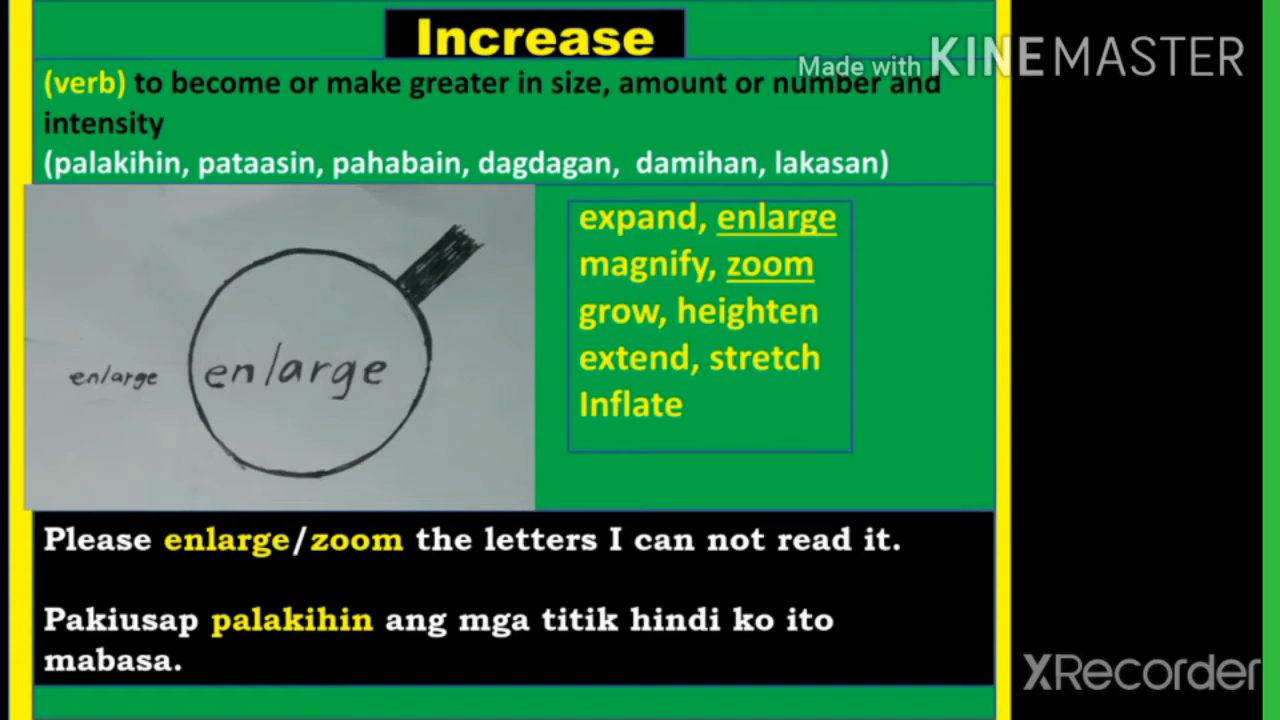 Increase
Made with KINEMASTER
(verb) to become or make greater in size, amount or number and
intensity
(palakihin, pataasin, pahabain, dagdagan, damihan, lakasan)
expand, enlarge
magnify, zoom
grow, heighten
extend, stretch
Inflate
enlarge
enlarge
Please enlarge/zoom the letters I can not read it.
Pakiusap palakihin ang mga titik hindi ko ito
mabasa.
XRecorder